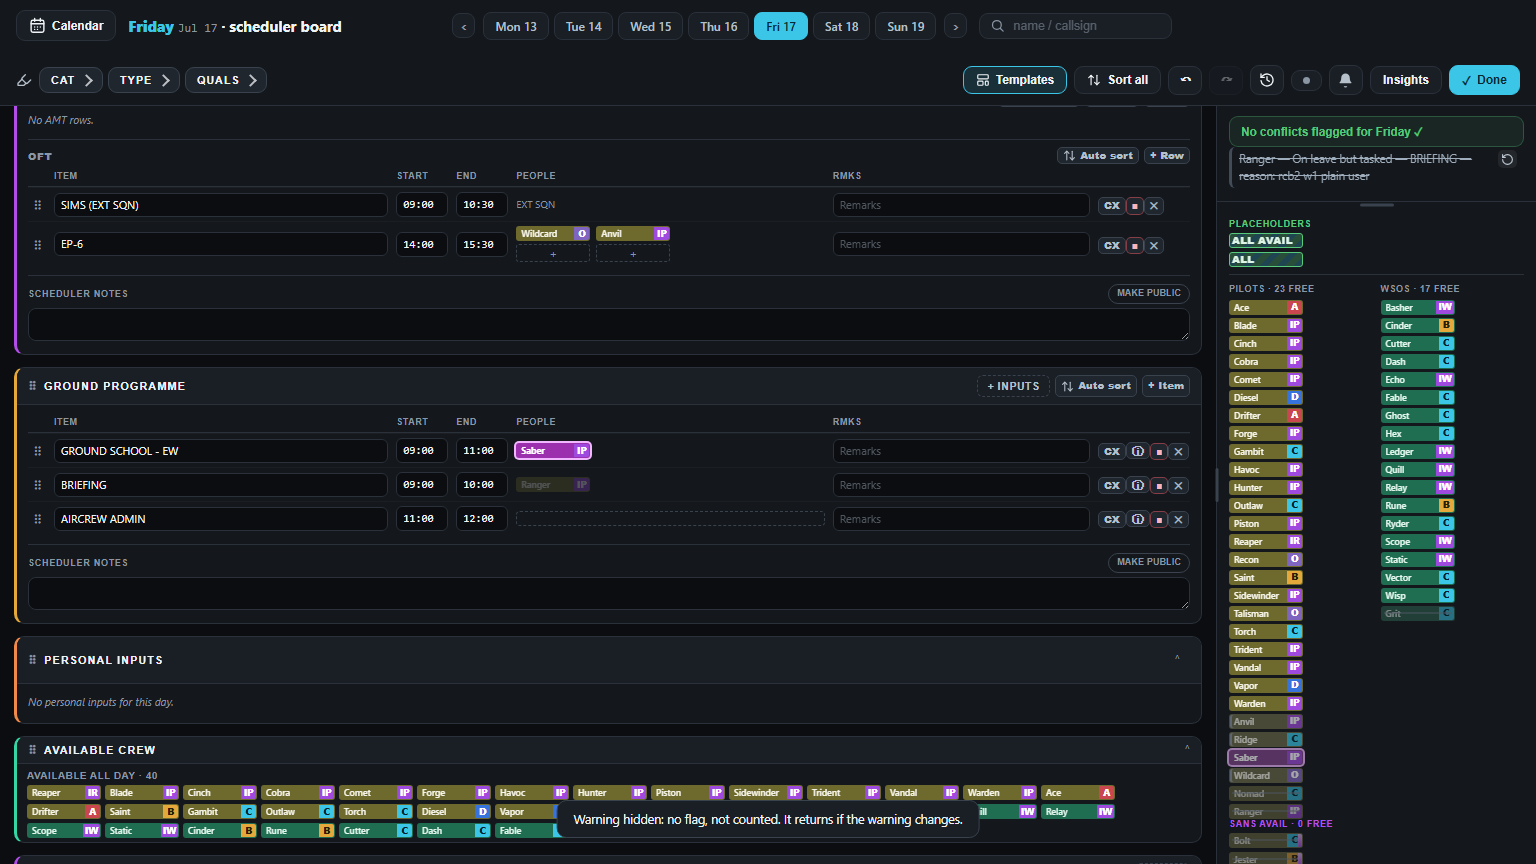 Calendar
Friday Jul 17 · scheduler board
‹ Mon 13 Tue 14 Wed 15 Thu 16 Fri 17 Sat 18 Sun 19 ›
name / callsign
CAT TYPE QUALS
Templates Sort all Insights ✓ Done
No AMT rows.
OFT
Auto sort + Row
ITEM START END PEOPLE RMKS
SIMS (EXT SQN) 09:00 10:30 EXT SQN Remarks CX
EP-6 14:00 15:30 Wildcard O Anvil IP Remarks CX
+ +
SCHEDULER NOTES MAKE PUBLIC
GROUND PROGRAMME + INPUTS Auto sort + Item
ITEM START END PEOPLE RMKS
GROUND SCHOOL - EW 09:00 11:00 Saber IP Remarks CX
BRIEFING 09:00 10:00 Ranger IP Remarks CX
AIRCREW ADMIN 11:00 12:00 Remarks CX
SCHEDULER NOTES MAKE PUBLIC
PERSONAL INPUTS
No personal inputs for this day.
AVAILABLE CREW
AVAILABLE ALL DAY · 40
Reaper IR Blade IP Cinch IP Cobra IP Comet IP Forge IP Havoc IP Hunter IP Piston IP Sidewinder IP Trident IP Vandal IP Warden IP Ace A
Drifter A Saint B Gambit C Outlaw C Torch C Diesel D Vapor IW Relay IW
Scope IW Static IW Cinder B Rune B Cutter C Dash C Fable
Warning hidden: no flag, not counted. It returns if the warning changes.
No conflicts flagged for Friday ✓
Ranger — On leave but tasked — BRIEFING —
reason: rcb2 w1 plain user
PLACEHOLDERS
ALL AVAIL
ALL
PILOTS · 23 FREE
Ace A
Blade IP
Cinch IP
Cobra IP
Comet IP
Diesel D
Drifter A
Forge IP
Gambit C
Havoc IP
Hunter IP
Outlaw C
Piston IP
Reaper IR
Recon O
Saint B
Sidewinder IP
Talisman O
Torch C
Trident IP
Vandal IP
Vapor D
Warden IP
Anvil IP
Ridge C
Saber IP
Wildcard O
Nomad C
Ranger IP
WSOS · 17 FREE
Basher IW
Cinder B
Cutter C
Dash C
Echo IW
Fable C
Ghost C
Hex C
Ledger IW
Quill IW
Relay IW
Rune B
Ryder C
Scope IW
Static IW
Vector C
Wisp C
Grit C
SANS AVAIL · 0 FREE
Bolt C
Jester B